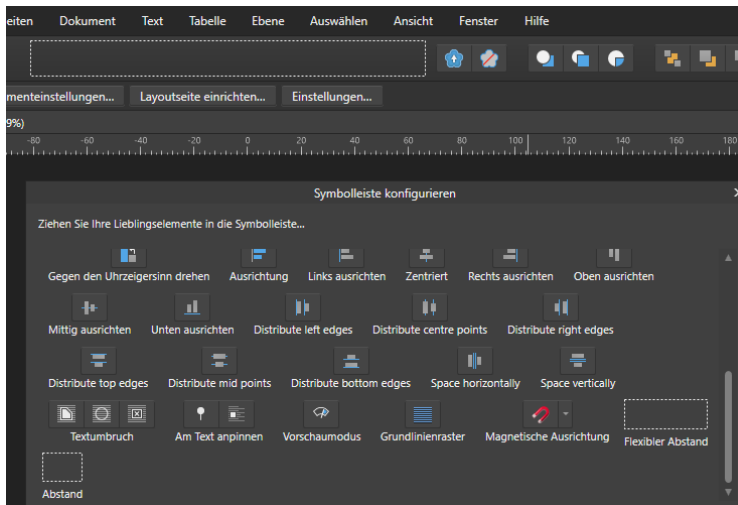 eiten Dokument Text Tabelle Ebene Auswählen Ansicht Fenster Hilfe
menteinstellungen... Layoutseite einrichten... Einstellungen...
9%)
-80 -60 -40 -20 0 20 40 60 80 100 120 140 160 180
Symbolleiste konfigurieren
Ziehen Sie Ihre Lieblingselemente in die Symbolleiste...
Gegen den Uhrzeigersinn drehen Ausrichtung Links ausrichten Zentriert Rechts ausrichten Oben ausrichten
Mittig ausrichten Unten ausrichten Distribute left edges Distribute centre points Distribute right edges
Distribute top edges Distribute mid points Distribute bottom edges Space horizontally Space vertically
Textumbruch Am Text anpinnen Vorschaumodus Grundlinienraster Magnetische Ausrichtung Flexibler Abstand
Abstand